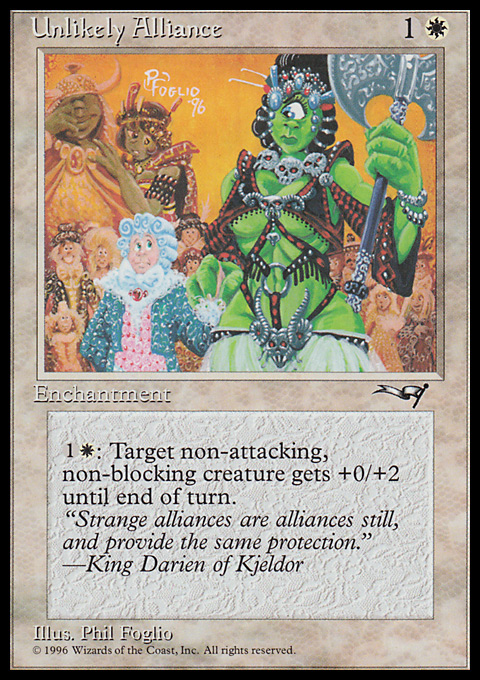 Unlikely Alliance 1
PFOGLIO
96
Enchantment
1 : Target non-attacking,
non-blocking creature gets +0/+2
until end of turn.
“Strange alliances are alliances still,
and provide the same protection.”
—King Darien of Kjeldor
Illus. Phil Foglio
© 1996 Wizards of the Coast, Inc. All rights reserved.